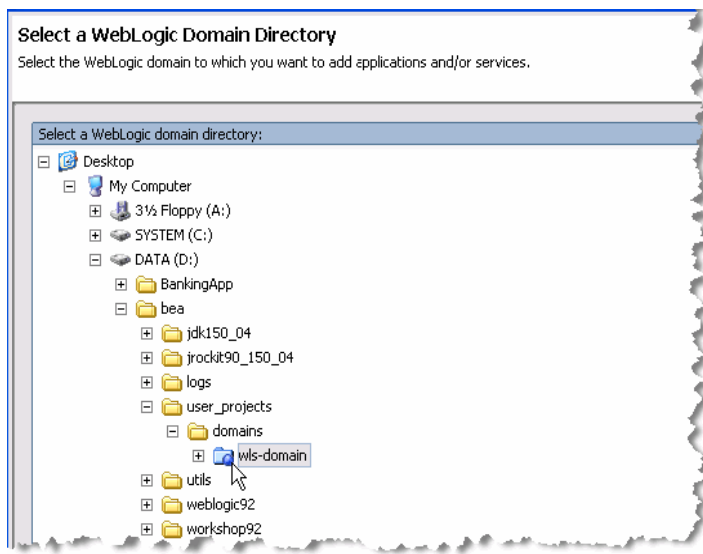 Select a WebLogic Domain Directory
Select the WebLogic domain to which you want to add applications and/or services.
Select a WebLogic domain directory:
Desktop
My Computer
3½ Floppy (A:)
SYSTEM (C:)
DATA (D:)
BankingApp
bea
jdk150_04
jrockit90_150_04
logs
user_projects
domains
wls-domain
utils
weblogic92
workshop92